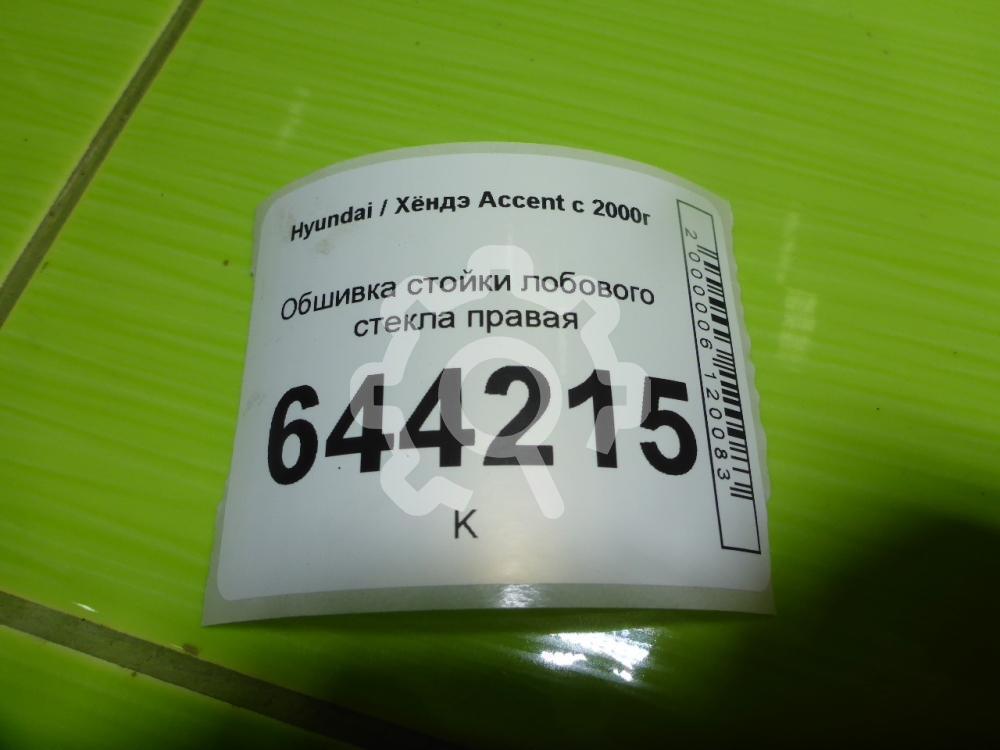 Hyundai / Хёндэ Accent с 2000г
Обшивка стойки лобового
стекла правая
644215
К
2000006120083